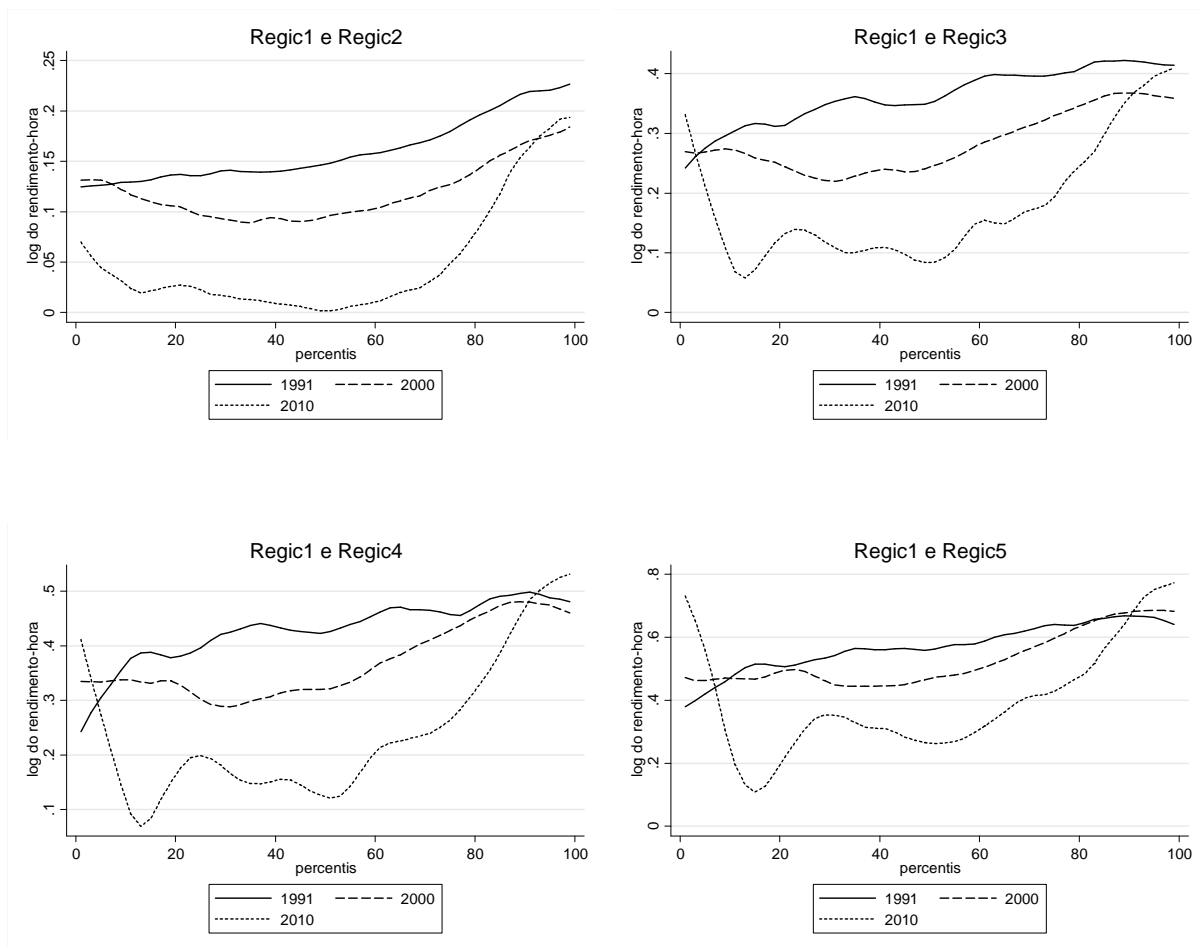 Regic1 e Regic2
log do rendimento-hora
.25
.2
.15
.1
.05
0
0 20 40 60 80 100
percentis
1991 2000
2010
Regic1 e Regic3
log do rendimento-hora
.4
.3
.2
.1
0
0 20 40 60 80 100
percentis
1991 2000
2010
Regic1 e Regic4
log do rendimento-hora
.5
.4
.3
.2
.1
0 20 40 60 80 100
percentis
1991 2000
2010
Regic1 e Regic5
log do rendimento-hora
.8
.6
.4
.2
0
0 20 40 60 80 100
percentis
1991 2000
2010